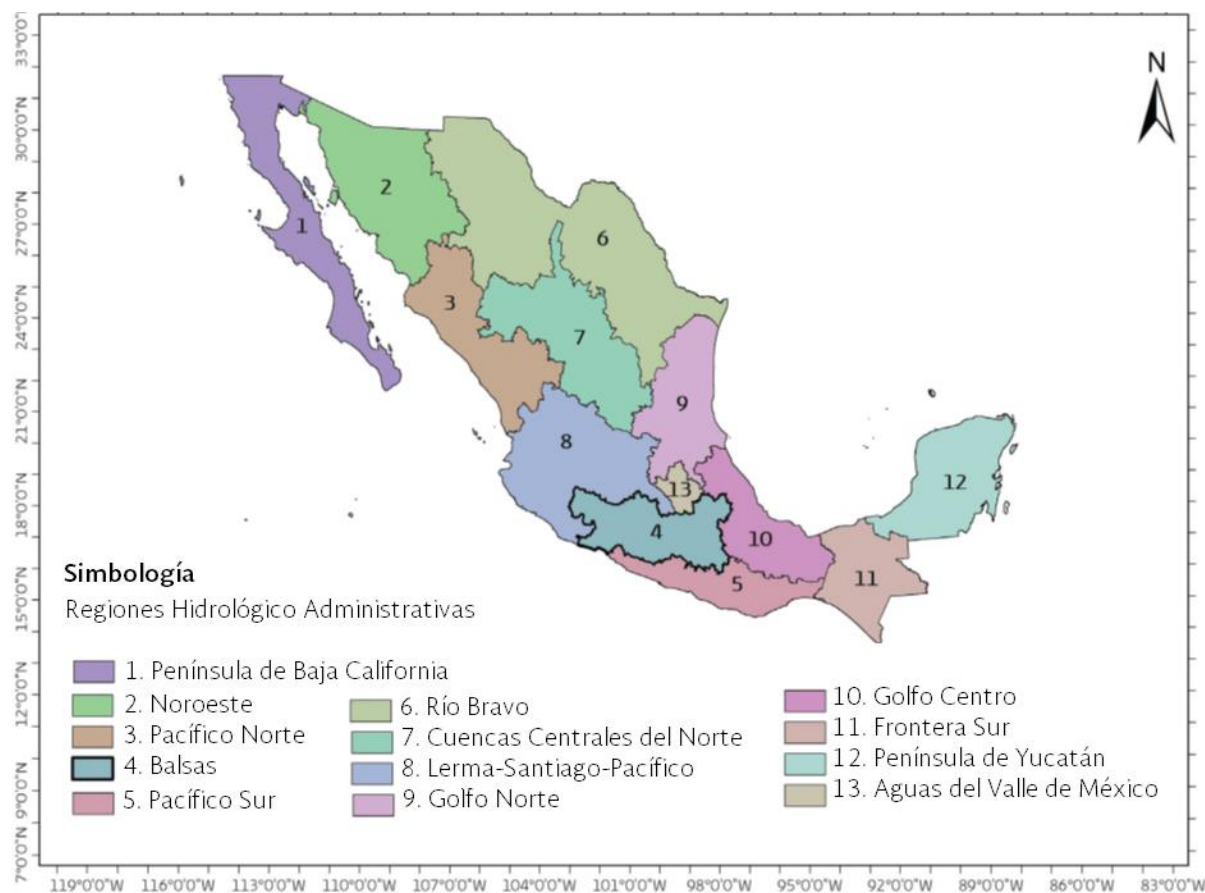 33°0'0"N
30°0'0"N
27°0'0"N
24°0'0"N
21°0'0"N
18°0'0"N
15°0'0"N
12°0'0"N
9°0'0"N
7°0'0"N
N
1
2
3
6
7
9
8
13
4
10
5
11
12
Simbología
Regiones Hidrológico Administrativas
1. Península de Baja California
2. Noroeste
3. Pacífico Norte
4. Balsas
5. Pacífico Sur
6. Río Bravo
7. Cuencas Centrales del Norte
8. Lerma-Santiago-Pacífico
9. Golfo Norte
10. Golfo Centro
11. Frontera Sur
12. Península de Yucatán
13. Aguas del Valle de México
119°0'0"W 116°0'0"W 113°0'0"W 110°0'0"W 107°0'0"W 104°0'0"W 101°0'0"W 98°0'0"W 95°0'0"W 92°0'0"W 89°0'0"W 86°0'0"W 83°0'0"W